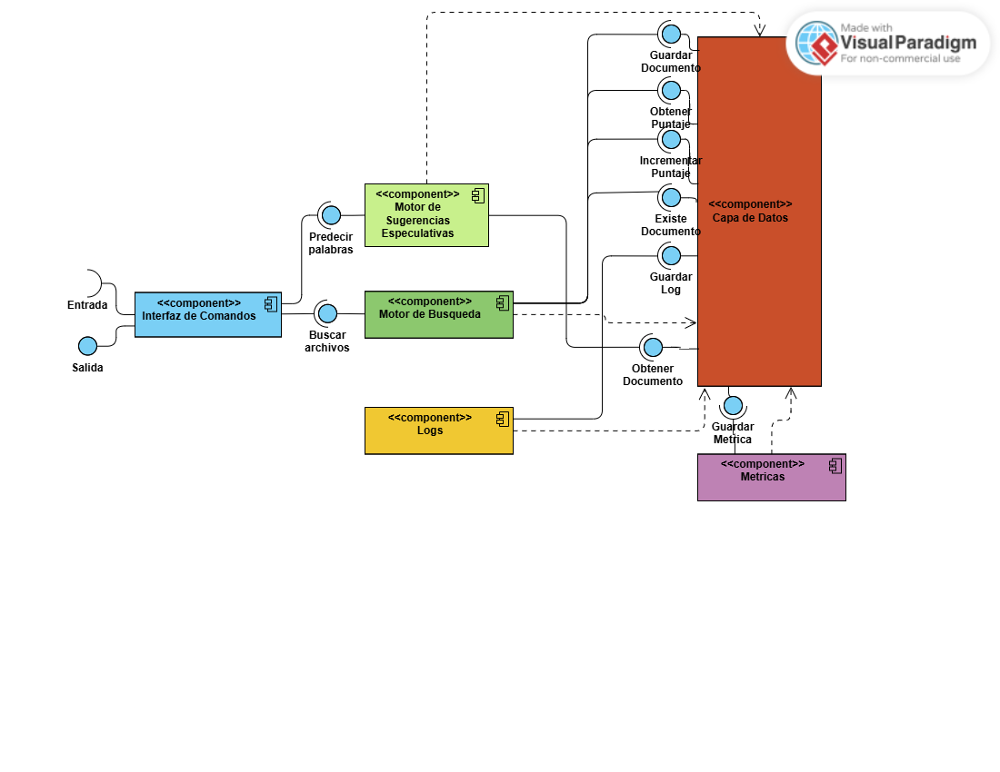 Made with
Visual Paradigm
For non-commercial use
Guardar
Documento
Obtener
Puntaje
Incrementar
Puntaje
<<component>>
Motor de
Sugerencias
Especulativas
<<component>>
Capa de Datos
Existe
Documento
Predecir
palabras
Guardar
Log
Entrada
<<component>>
Interfaz de Comandos
<<component>>
Motor de Busqueda
Buscar
archivos
Salida
Obtener
Documento
<<component>>
Logs
Guardar
Metrica
<<component>>
Metricas